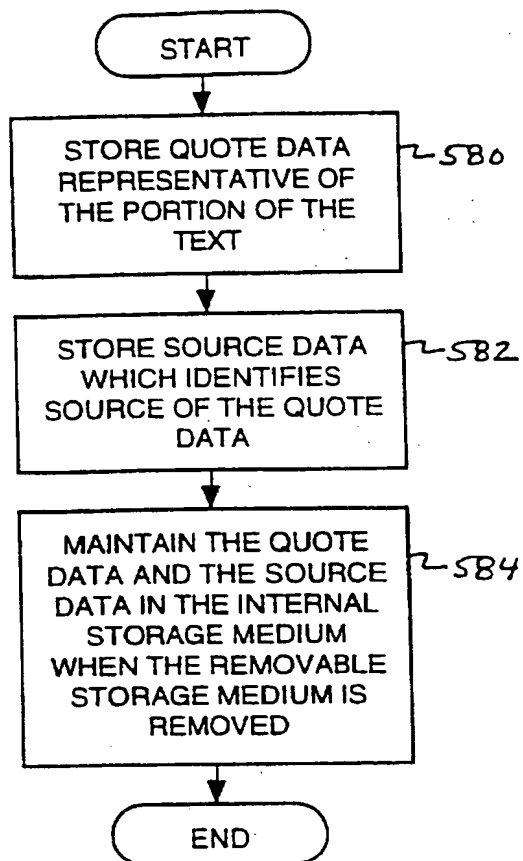 START
STORE QUOTE DATA
REPRESENTATIVE OF
THE PORTION OF THE
TEXT
580
STORE SOURCE DATA
WHICH IDENTIFIES
SOURCE OF THE QUOTE
DATA
582
MAINTAIN THE QUOTE
DATA AND THE SOURCE
DATA IN THE INTERNAL
STORAGE MEDIUM
WHEN THE REMOVABLE
STORAGE MEDIUM IS
REMOVED
584
END